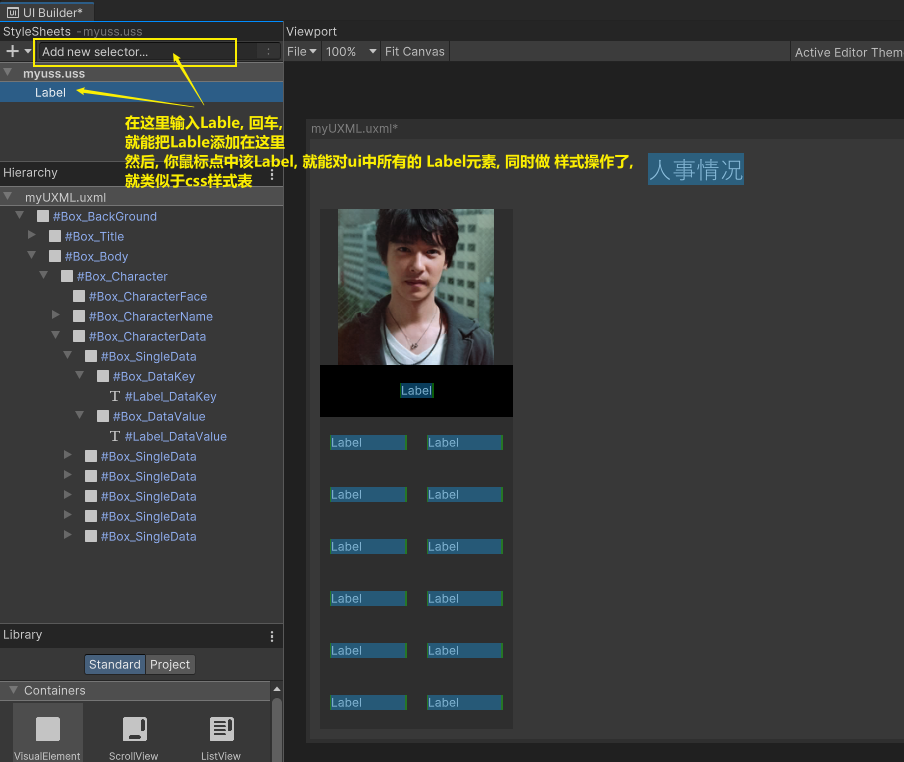 UI Builder*
StyleSheets - myuss.uss
Add new selector...
myuss.uss
Label
在这里输入Lable, 回车,
就能把Lable添加在这里
然后, 你鼠标点中该Label, 就能对ui中所有的 Label元素, 同时做 样式操作了,
就类似于css样式表
Hierarchy
myUXML.uxml
#Box_BackGround
#Box_Title
#Box_Body
#Box_Character
#Box_CharacterFace
#Box_CharacterName
#Box_CharacterData
#Box_SingleData
#Box_DataKey
#Label_DataKey
#Box_DataValue
#Label_DataValue
#Box_SingleData
#Box_SingleData
#Box_SingleData
#Box_SingleData
#Box_SingleData
Library
Standard Project
Containers
VisualElement ScrollView ListView
Viewport
File 100% Fit Canvas Active Editor Them
myUXML.uxml*
人事情况
Label
Label Label
Label Label
Label Label
Label Label
Label Label
Label Label